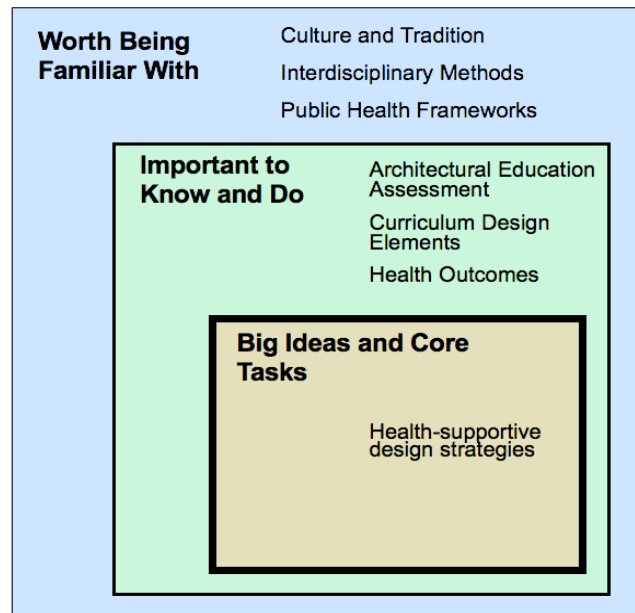 Worth Being
Familiar With
Culture and Tradition
Interdisciplinary Methods
Public Health Frameworks
Important to
Know and Do
Architectural Education
Assessment
Curriculum Design
Elements
Health Outcomes
Big Ideas and Core
Tasks
Health-supportive
design strategies